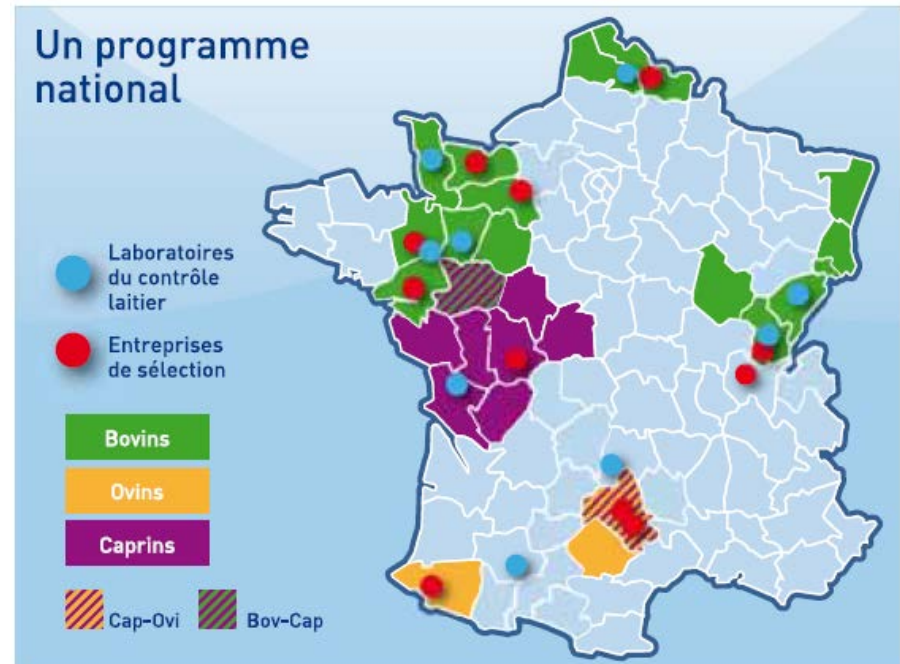 Un programme
national
Laboratoires
du contrôle
laitier
Entreprises
de sélection
Bovins
Ovins
Caprins
Cap-Ovi
Bov-Cap